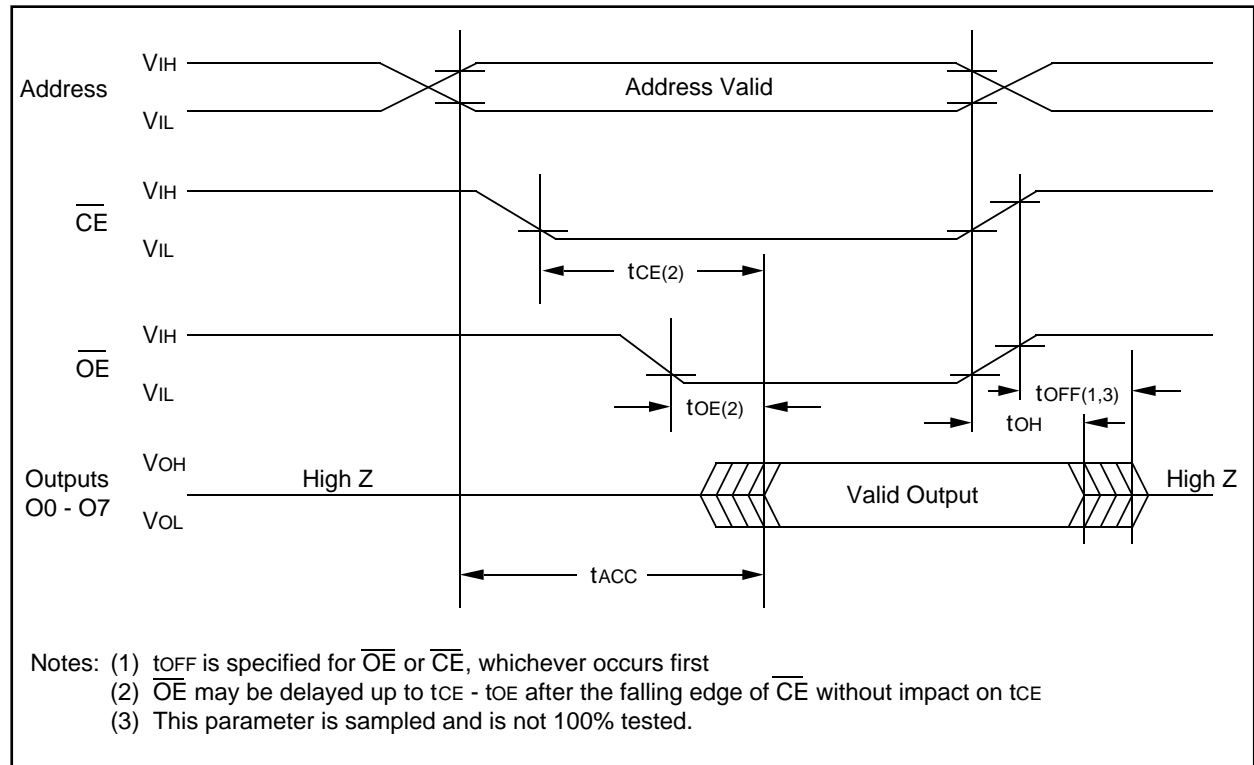 VIH
Address
Address Valid
VIL
VIH
CE
VIL
tCE(2)
VIH
OE
VIL
tOE(2)
tOFF(1,3)
tOH
VOH
Outputs
O0 - O7
High Z
Valid Output
High Z
VOL
tACC
Notes: (1) tOFF is specified for OE or CE, whichever occurs first
(2) OE may be delayed up to tCE - tOE after the falling edge of CE without impact on tCE
(3) This parameter is sampled and is not 100% tested.